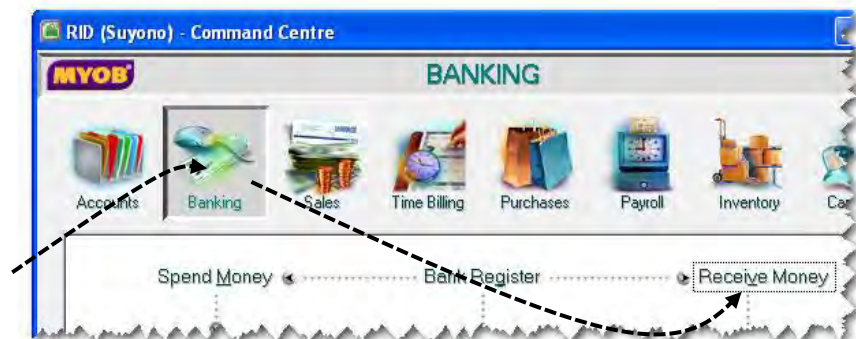 RID (Suyono) - Command Centre
MYOB
BANKING
Accounts Banking Sales Time Billing Purchases Payroll Inventory
Spend Money Bank Register Receive Money